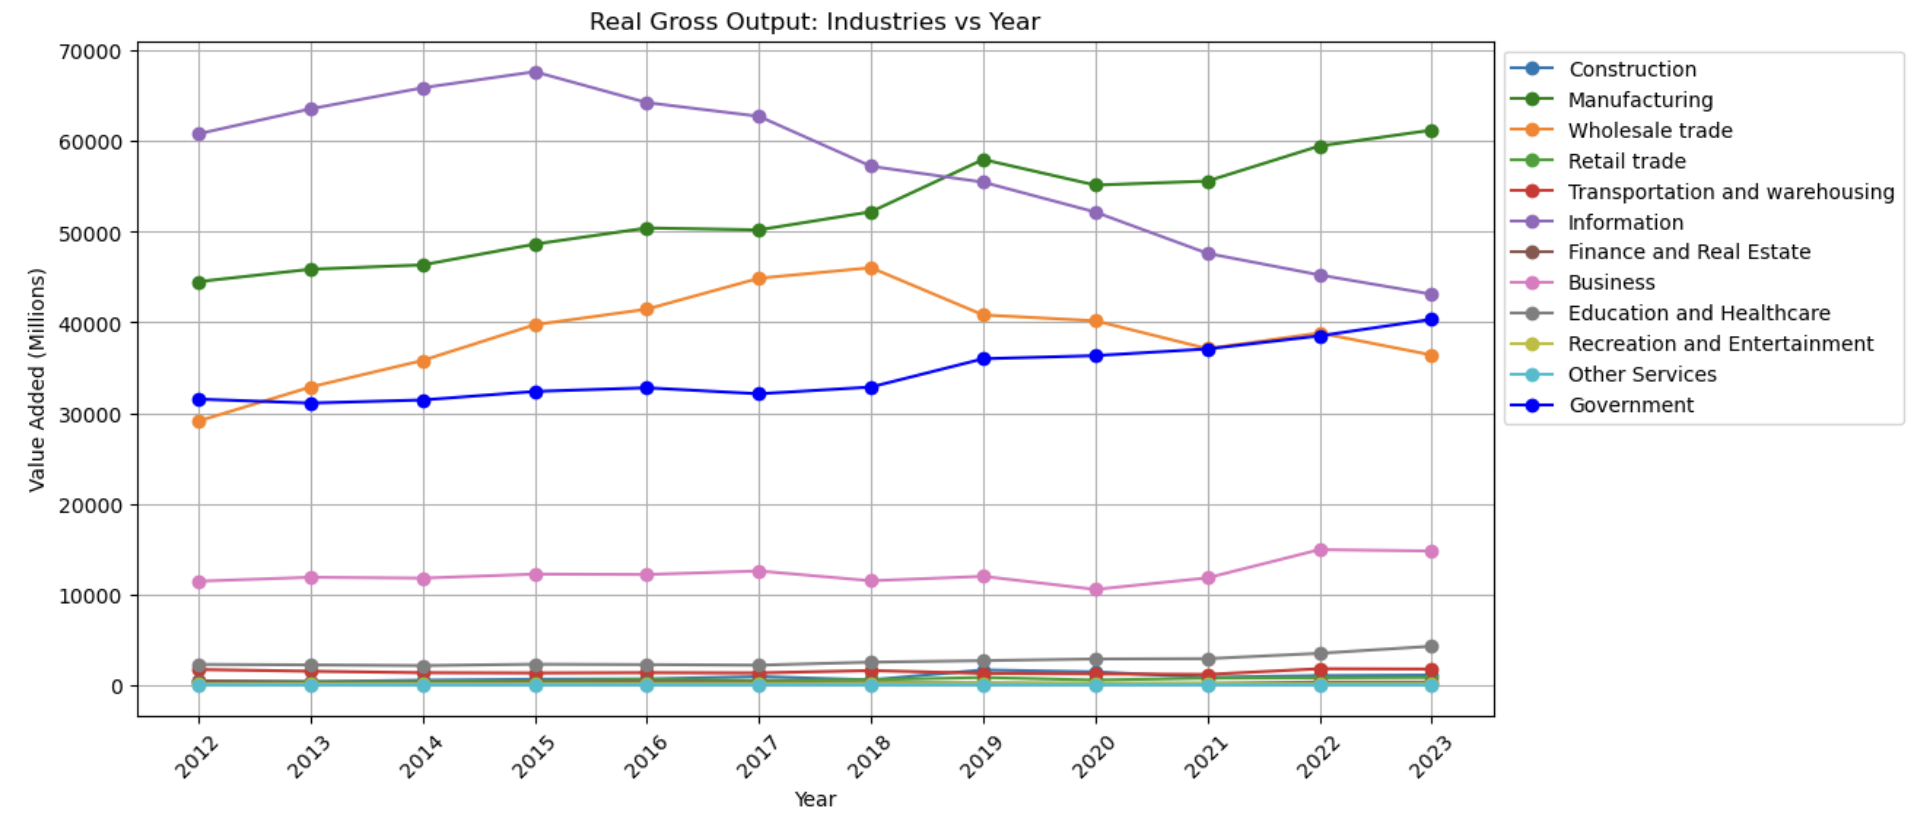 Real Gross Output: Industries vs Year
Value Added (Millions)
70000
60000
50000
40000
30000
20000
10000
0
2012
2013
2014
2015
2016
2017
2018
2019
2020
2021
2022
2023
Year
Construction
Manufacturing
Wholesale trade
Retail trade
Transportation and warehousing
Information
Finance and Real Estate
Business
Education and Healthcare
Recreation and Entertainment
Other Services
Government